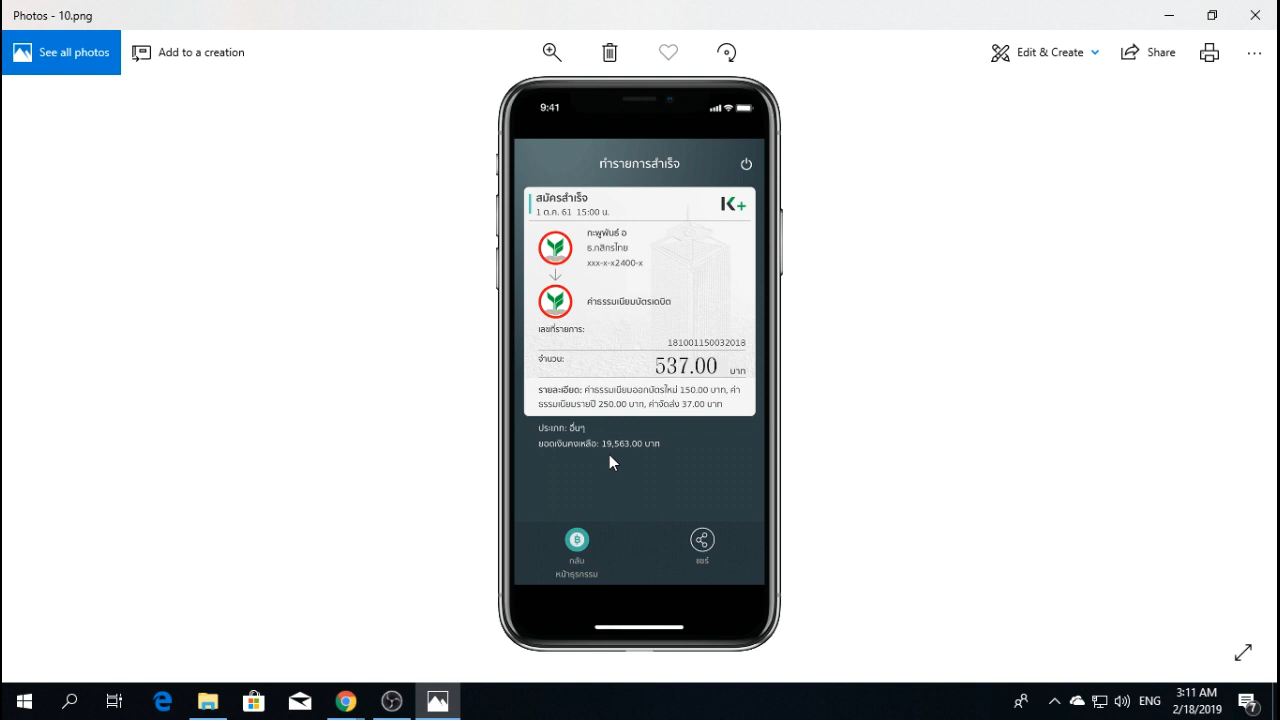 Photos - 10.png
See all photos
Add to a creation
Edit & Create
Share
9:41
ทำรายการสำเร็จ
สมัครสำเร็จ
1 ต.ค. 61 15:00 น.
K+
กะพูพันธ์ อ
ธ.กสิกรไทย
xxx-x-x2400-x
ค่าธรรมเนียมบัตรเดบิต
เลขที่รายการ:
181001150032018
จำนวน:
537.00 บาท
รายละเอียด: ค่าธรรมเนียมออกบัตรใหม่ 150.00 บาท, ค่า
ธรรมเนียมรายปี 250.00 บาท, ค่าจัดส่ง 37.00 บาท
ประเภท: อื่นๆ
ยอดเงินคงเหลือ: 19,563.00 บาท
กลับ
หน้าธุรกรรม
แชร์
ENG
3:11 AM
2/18/2019
7